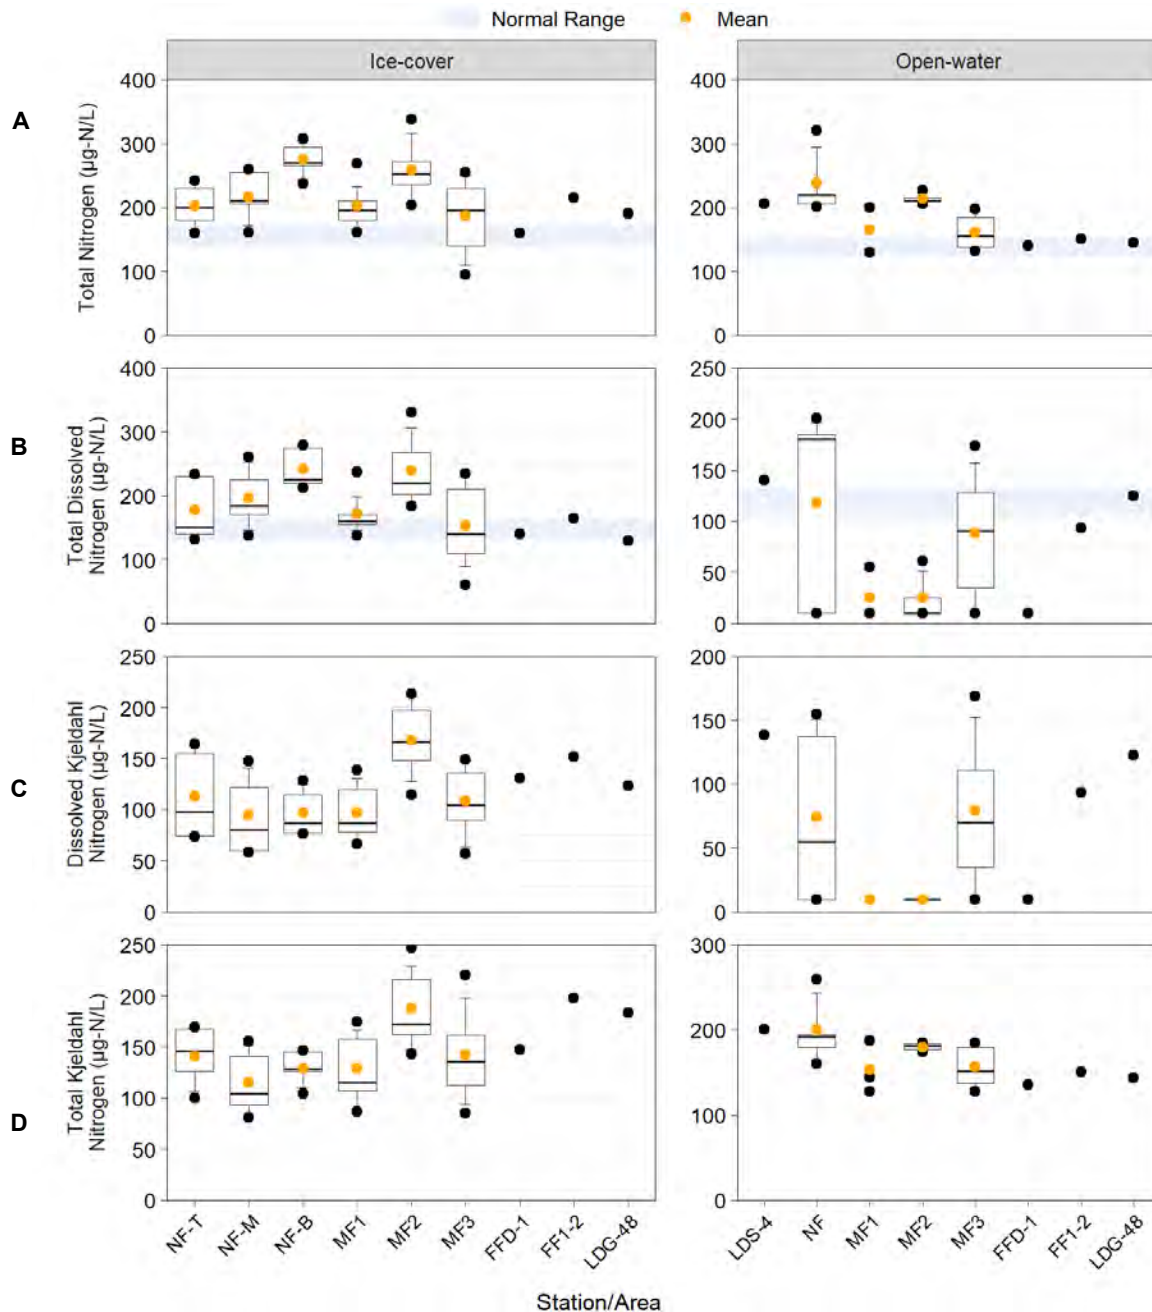 Normal Range Mean
Ice-cover Open-water
A
Total Nitrogen (µg-N/L)
400 400
300 300
200 200
100 100
0 0
B
Total Dissolved
Nitrogen (µg-N/L)
400 250
300 200
200 150
100 100
0 50
0
C
Dissolved Kjeldahl
Nitrogen (µg-N/L)
250 200
200 150
150 100
100 50
50 0
0
D
Total Kjeldahl
Nitrogen (µg-N/L)
250 300
200 200
150 100
100 0
50
0
NF-T NF-M NF-B MF1 MF2 MF3 FFD-1 FF1-2 LDG-48 LDS-4 NF MF1 MF2 MF3 FFD-1 FF1-2 LDG-48
Station/Area